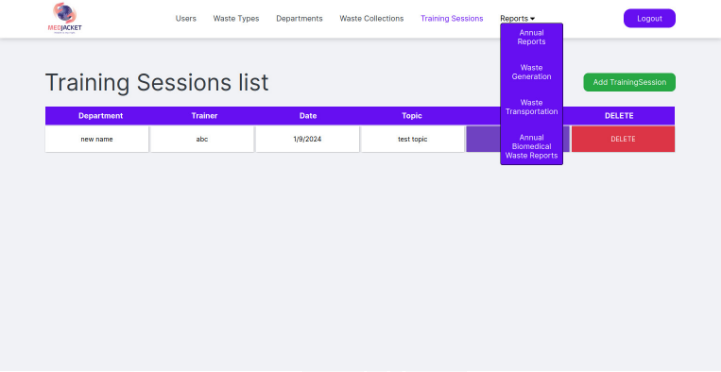 MEDJACKET
Users Waste Types Departments Waste Collections Training Sessions Reports Logout
Annual
Reports
Waste
Generation
Waste
Transportation
Annual
Biomedical
Waste Reports
Training Sessions list
Add TrainingSession
Department Trainer Date Topic DELETE
new name abc 1/9/2024 test topic DELETE